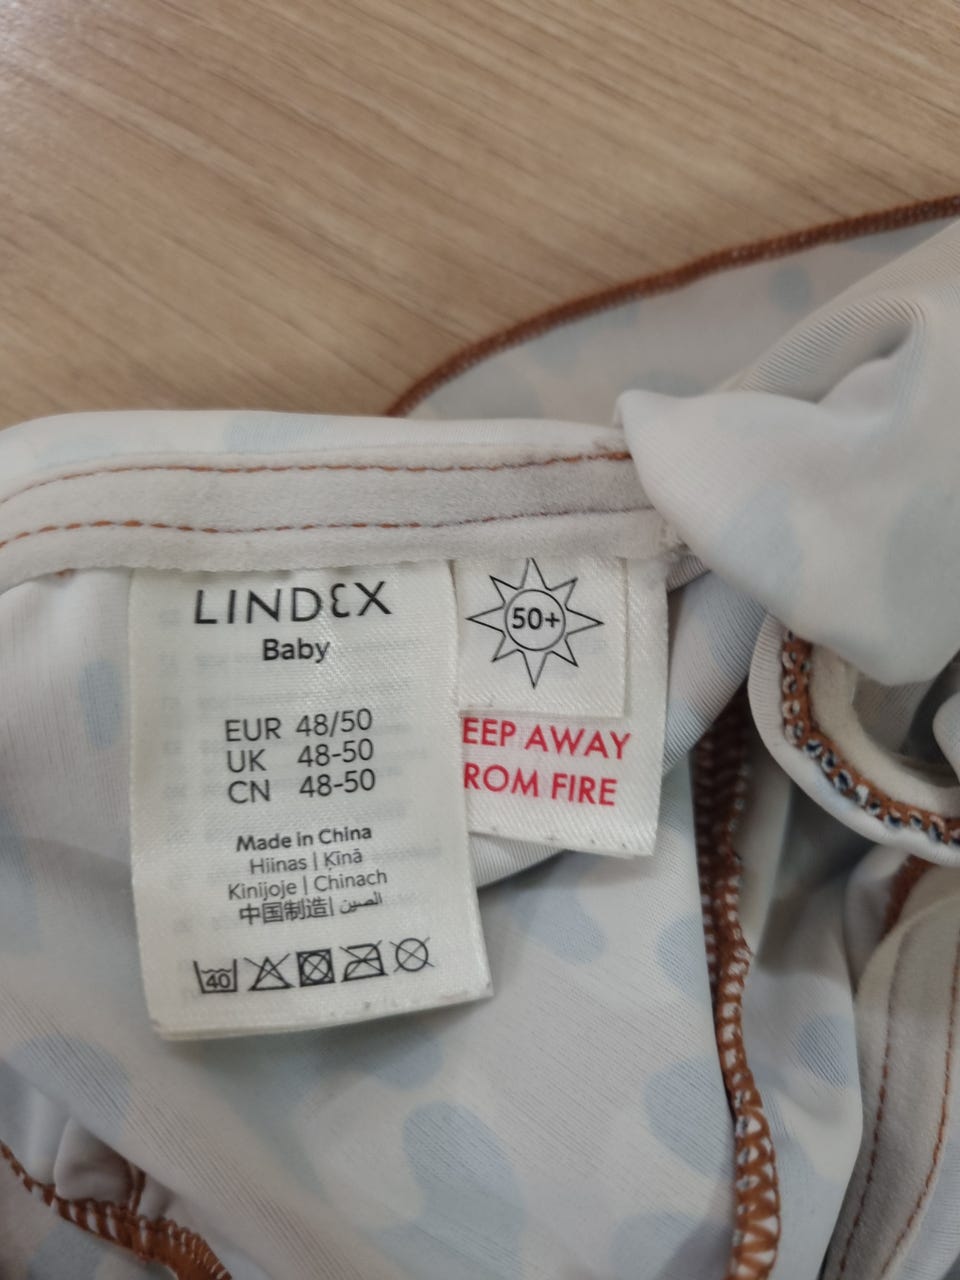 LINDEX
Baby
EUR 48/50
UK 48-50
CN 48-50
Made in China
Hiinas | Ķīnā
Kinijoje | Chinach
中国制造| الصين
40
50+
EEP AWAY
ROM FIRE